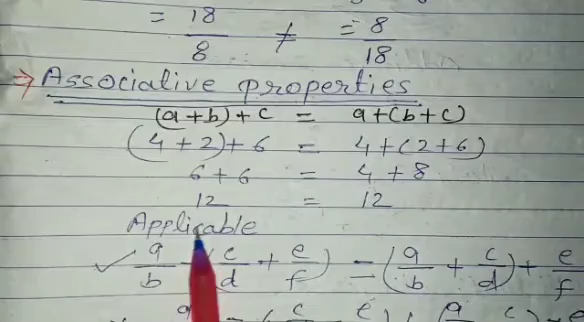 = 18/8 ≠ = 8/18
⇒ Associative properties
(a+b)+c = a+(b+c)
(4+2)+6 = 4+(2+6)
6+6 = 4+8
12 = 12
Applicable
✓ a/b + (c/d + e/f) = (a/b + c/d) + e/f